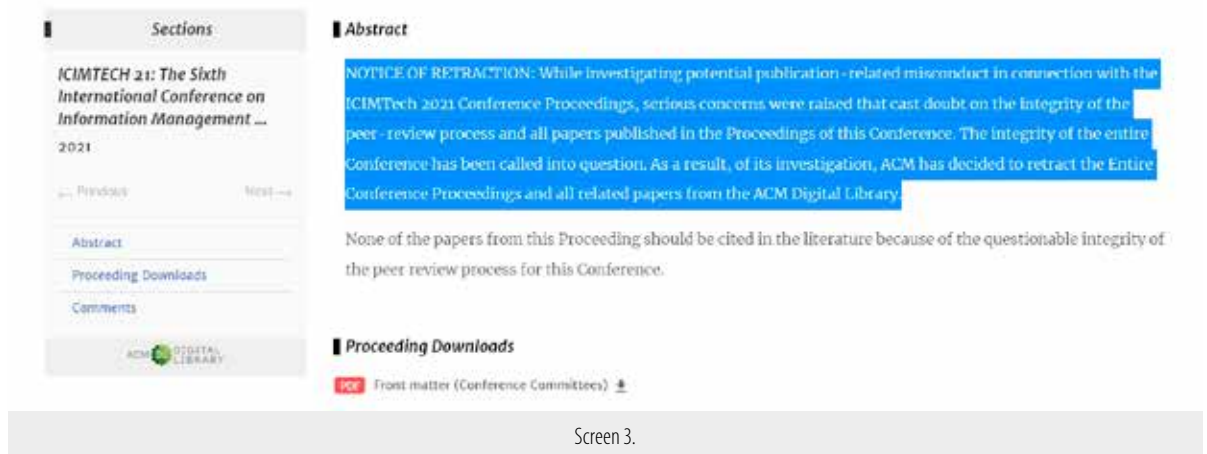 Sections
ICIMTECH 21: The Sixth
International Conference on
Information Management ...
2021
← Previous
Next →
Abstract
Proceeding Downloads
Comments
ACM DIGITAL
LIBRARY
Abstract
NOTICE OF RETRACTION: While investigating potential publication-related misconduct in connection with the
ICIMTech 2021 Conference Proceedings, serious concerns were raised that cast doubt on the integrity of the
peer-review process and all papers published in the Proceedings of this Conference. The integrity of the entire
Conference has been called into question. As a result, of its investigation, ACM has decided to retract the Entire
Conference Proceedings and all related papers from the ACM Digital Library.
None of the papers from this Proceeding should be cited in the literature because of the questionable integrity of
the peer review process for this Conference.
Proceeding Downloads
PDF Front matter (Conference Committees)
Screen 3.